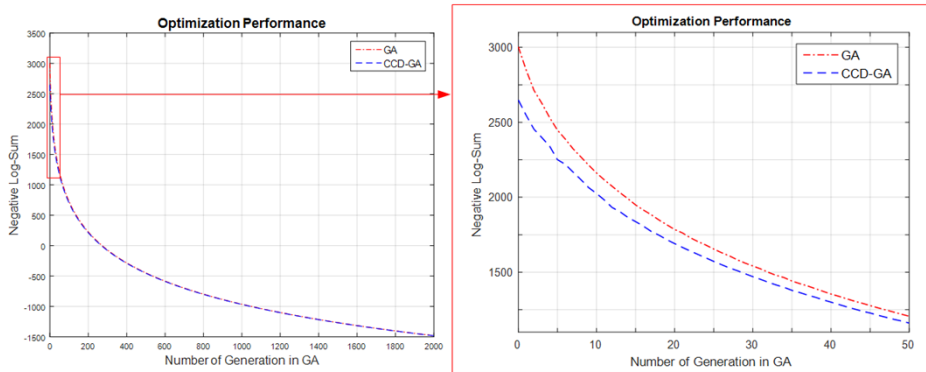 Optimization Performance
3500
3000
2500
2000
1500
1000
500
0
-500
-1000
-1500
Negative Log-Sum
GA
CCD-GA
0 200 400 600 800 1000 1200 1400 1600 1800 2000
Number of Generation in GA
Optimization Performance
3000
2500
2000
1500
Negative Log-Sum
GA
CCD-GA
0 10 20 30 40 50
Number of Generation in GA